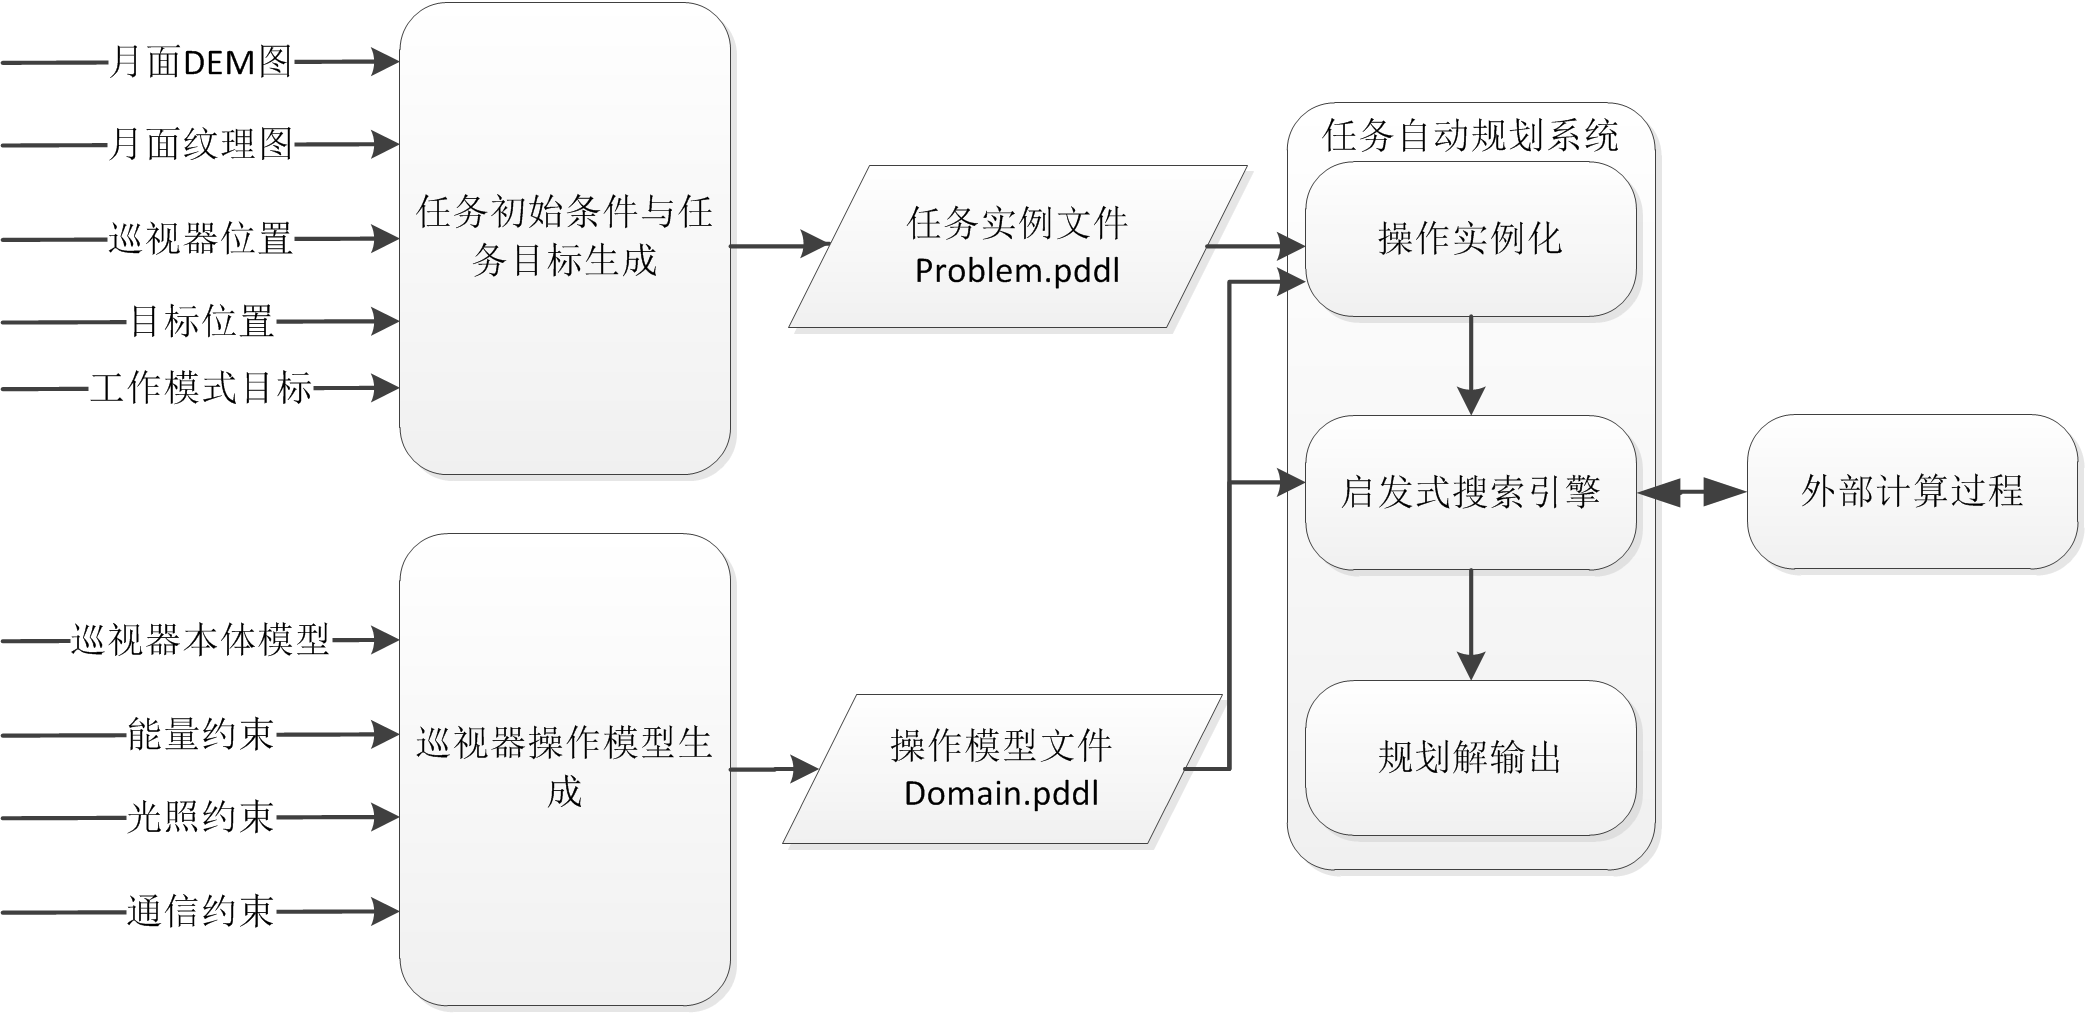 月面DEM图
月面纹理图
巡视器位置
目标位置
工作模式目标
任务初始条件与任
务目标生成
任务实例文件
Problem.pddl
任务自动规划系统
操作实例化
启发式搜索引擎
规划解输出
外部计算过程
巡视器本体模型
能量约束
光照约束
通信约束
巡视器操作模型生
成
操作模型文件
Domain.pddl